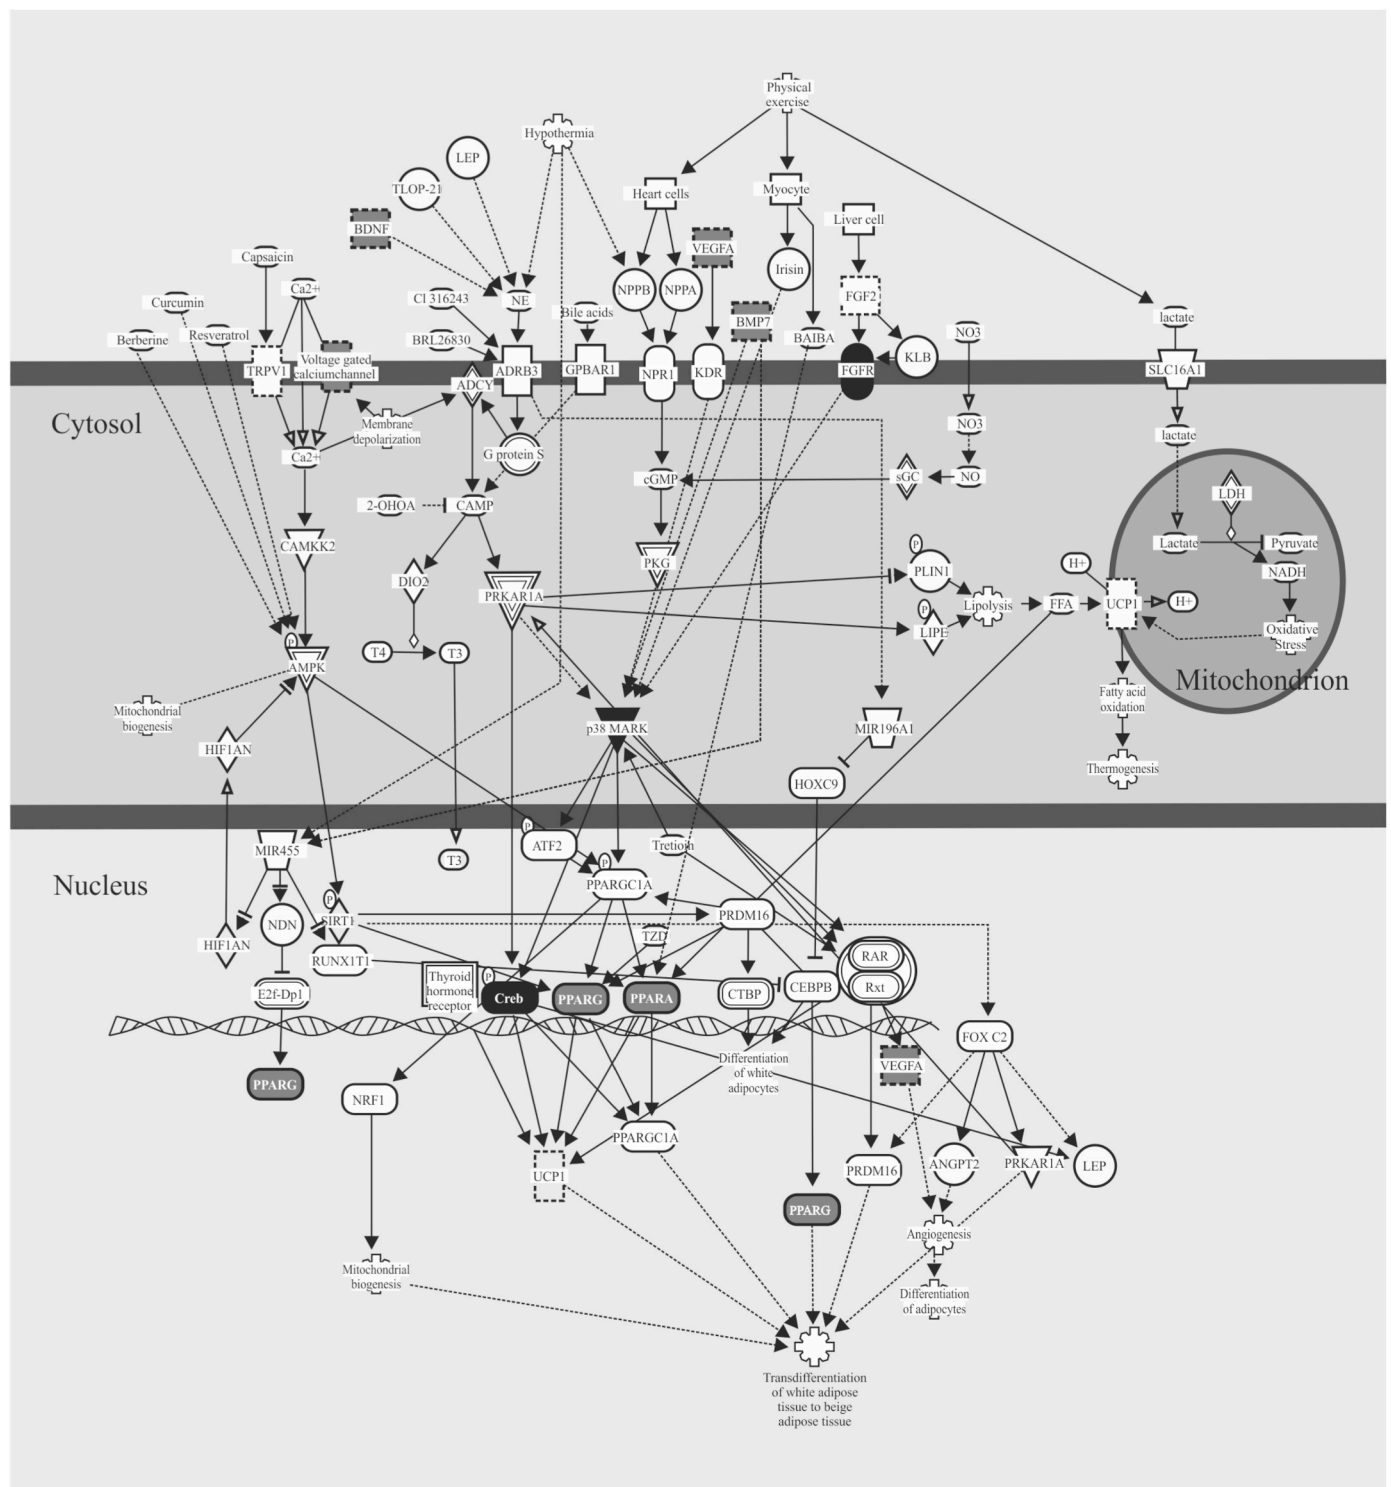 Physical
exercise
Hypothermia
LEP
TLOP-21
BDNF
Heart cells
Myocyte
Liver cell
VEGFA
Capsaicin
Ca2+
Irisin
NPPB
NPPA
FGF2
Curcumin
CI 316243
NE
Bile acids
BMP7
lactate
Resveratrol
Berberine
BRL26830
BAIBA
NO3
KLB
TRPV1
Voltage gated
calciumchannel
ADCY
ADRB3
GPBAR1
NPR1
KDR
FGFR
SLC16A1
Cytosol
Membrane
depolarization
NO3
lactate
Ca2+
G protein S
cGMP
sGC
NO
LDH
2-OHOA
CAMP
CAMKK2
PKG
P
PLIN1
Lactate
Pyruvate
H+
NADH
DIO2
PRKAR1A
Lipolysis
FFA
UCP1
H+
P
LIPE
Oxidative
Stress
P
AMPK
T4
T3
Mitochondrion
Mitochondrial
biogenesis
Fatty acid
oxidation
p38 MARK
MIR196A1
HIF1AN
Thermogenesis
HOXC9
P
ATF2
Tretioin
MIR455
T3
Nucleus
P
PPARGC1A
P
SIRT1
NDN
PRDM16
HIF1AN
TZD
RAR
RUNX1T1
Rxt
Thyroid
hormone
receptor
P
Creb
PPARG
PPARA
CTBP
CEBPB
E2f-Dp1
FOX C2
Differentiation
of white
adipocytes
VEGFA
PPARG
NRF1
PPARGC1A
UCP1
PRDM16
ANGPT2
PRKAR1A
LEP
PPARG
Angiogenesis
Mitochondrial
biogenesis
Differentiation
of adipocytes
Transdifferentiation
of white adipose
tissue to beige
adipose tissue